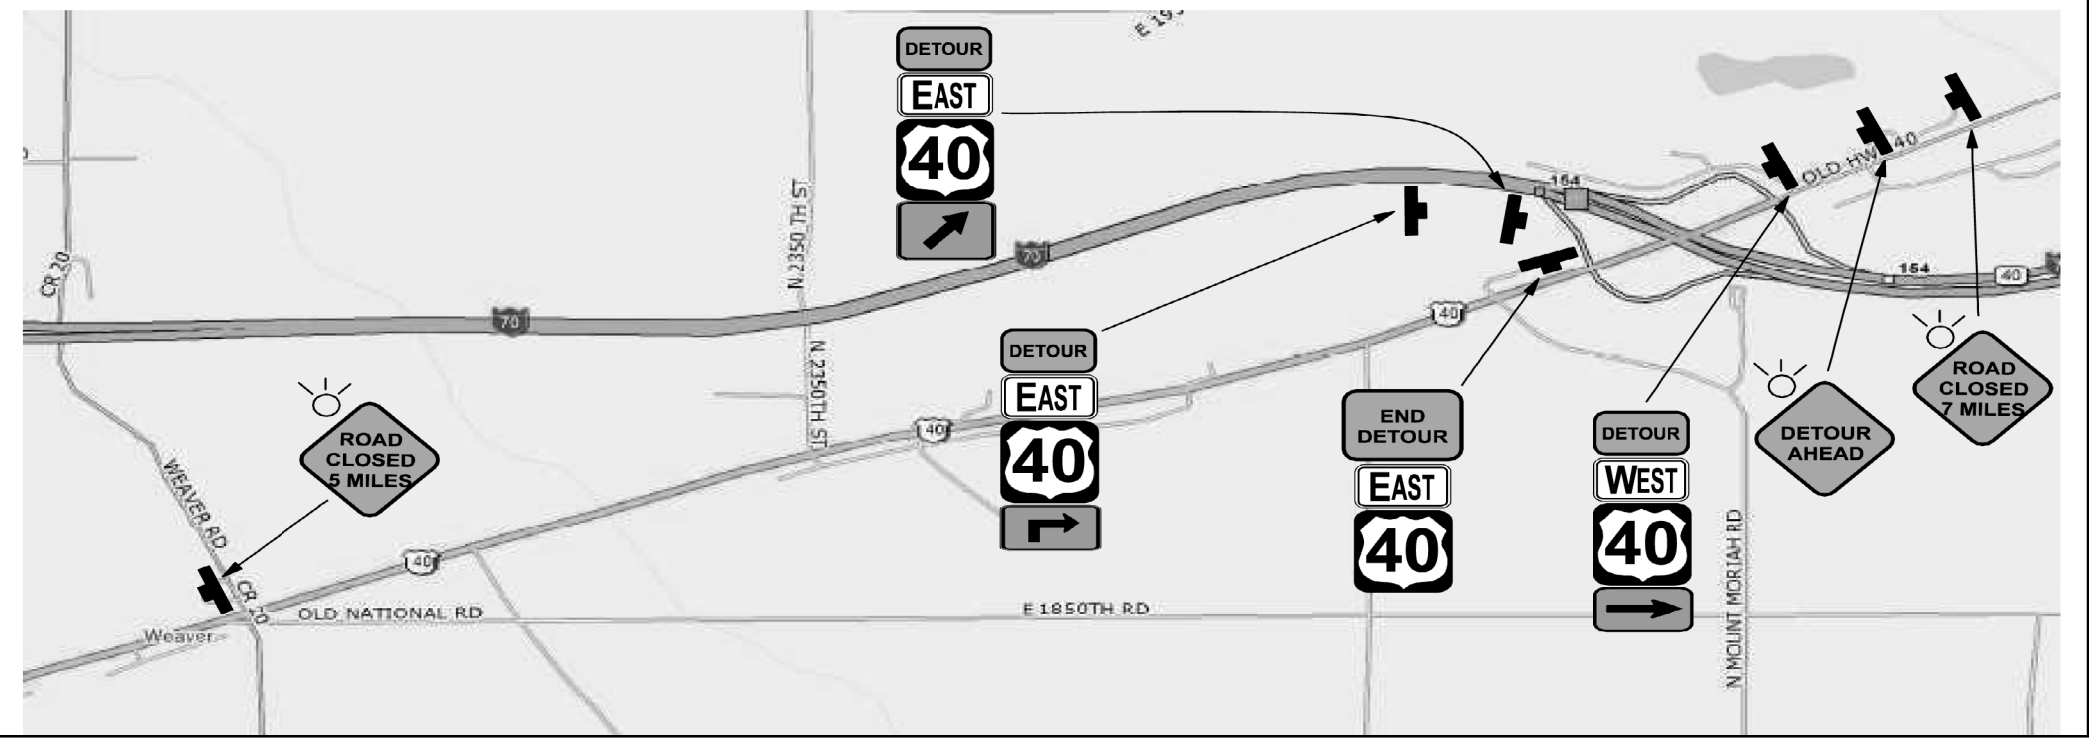 E 195
DETOUR
EAST
40
N 2350 TH ST
154
OLD HWY 40
CR 20
70
154
40
70
40
N 2350TH ST
DETOUR
EAST
40
ROAD
CLOSED
5 MILES
ROAD
CLOSED
7 MILES
END
DETOUR
EAST
40
DETOUR
WEST
40
DETOUR
AHEAD
40
WEAVER RD
40
CR 20
OLD NATIONAL RD
E 1850TH RD
N MOUNT MORIAH RD
Weaver